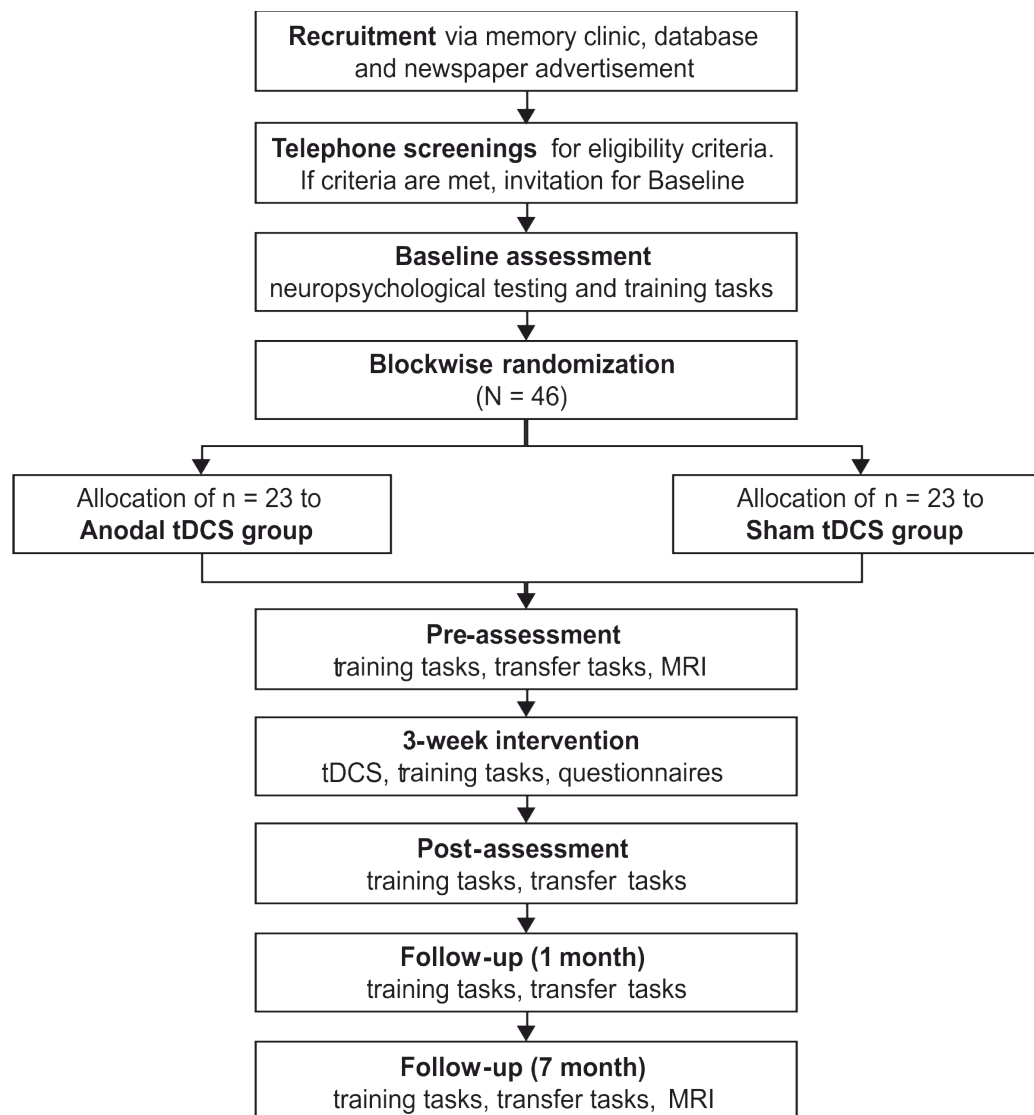 Recruitment via memory clinic, database
and newspaper advertisement
Telephone screenings for eligibility criteria.
If criteria are met, invitation for Baseline
Baseline assessment
neuropsychological testing and training tasks
Blockwise randomization
(N = 46)
Allocation of n = 23 to
Anodal tDCS group
Allocation of n = 23 to
Sham tDCS group
Pre-assessment
training tasks, transfer tasks, MRI
3-week intervention
tDCS, training tasks, questionnaires
Post-assessment
training tasks, transfer tasks
Follow-up (1 month)
training tasks, transfer tasks
Follow-up (7 month)
training tasks, transfer tasks, MRI